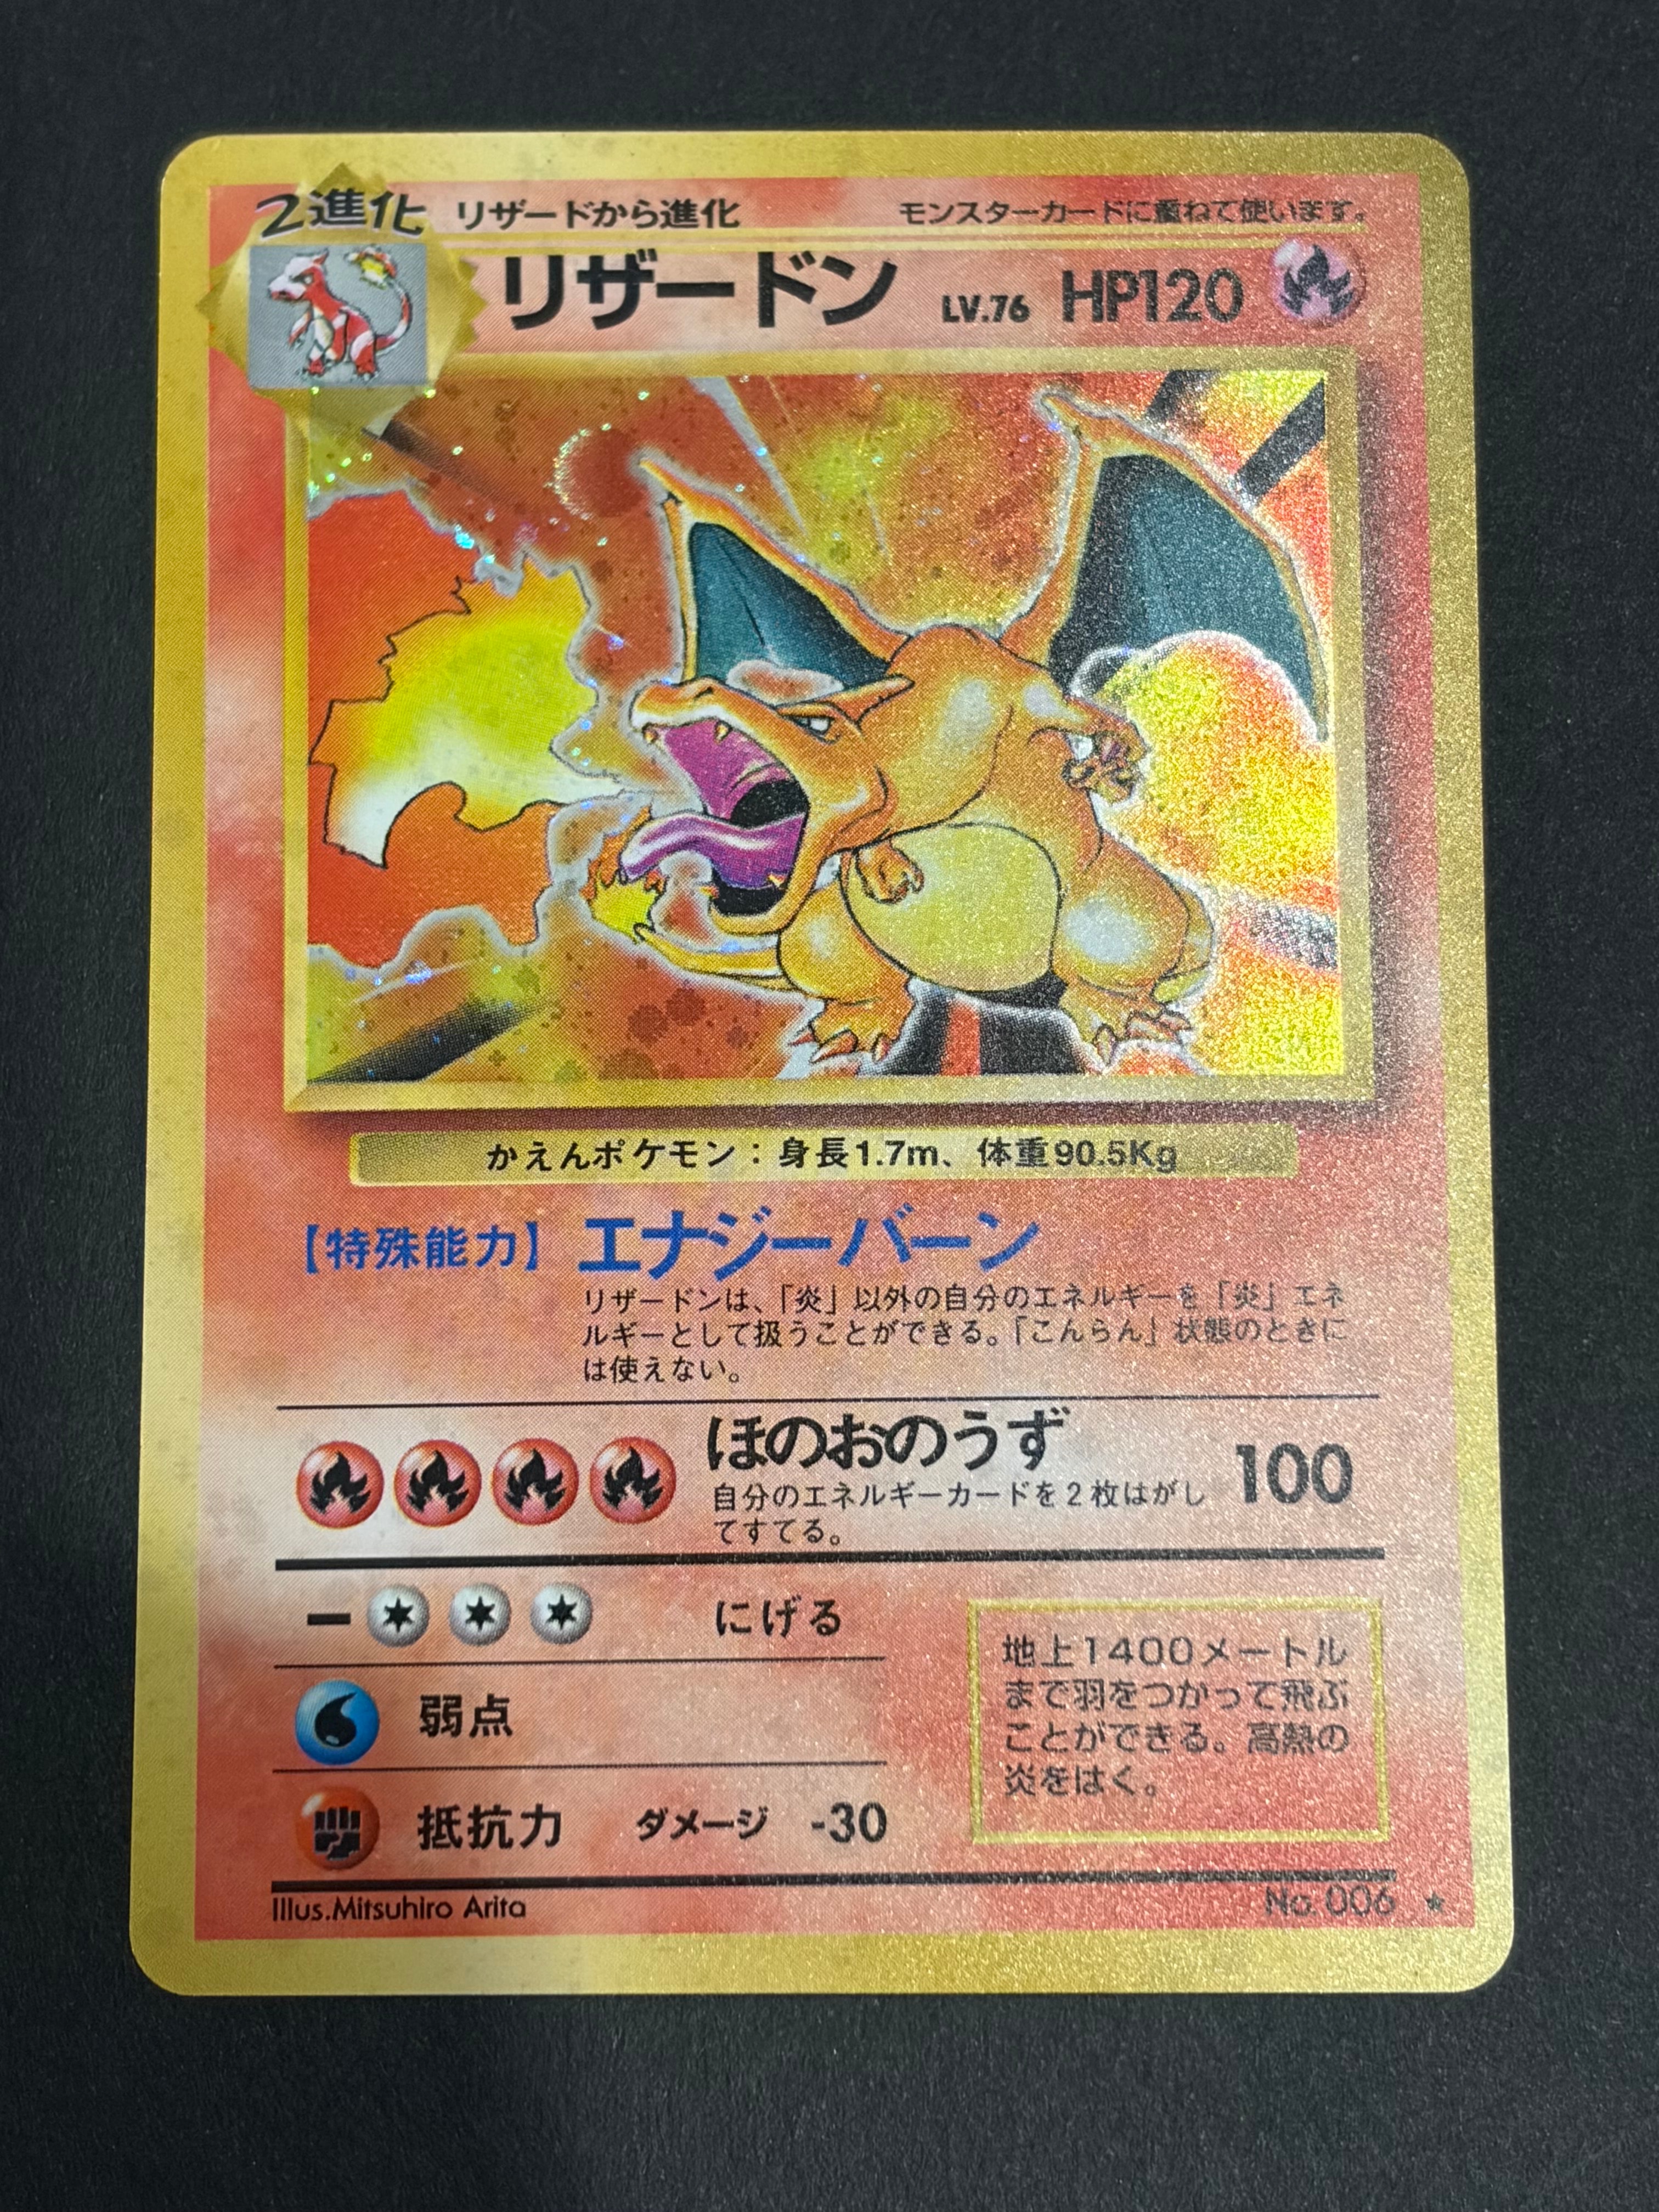 2進化 リザードから進化 モンスターカードに重ねて使います。
リザードン LV.76 HP120
かえんポケモン：身長1.7m、体重90.5Kg
【特殊能力】エナジーバーン
リザードンは、「炎」以外の自分のエネルギーを「炎」エネ
ルギーとして扱うことができる。「こんらん」状態のときに
は使えない。
ほのおのうず 100
自分のエネルギーカードを2枚はがし
てすてる。
にげる
弱点
抵抗力 ダメージ -30
地上1400メートル
まで羽をつかって飛ぶ
ことができる。高熱の
炎をはく。
Illus.Mitsuhiro Arita No. 006 ★